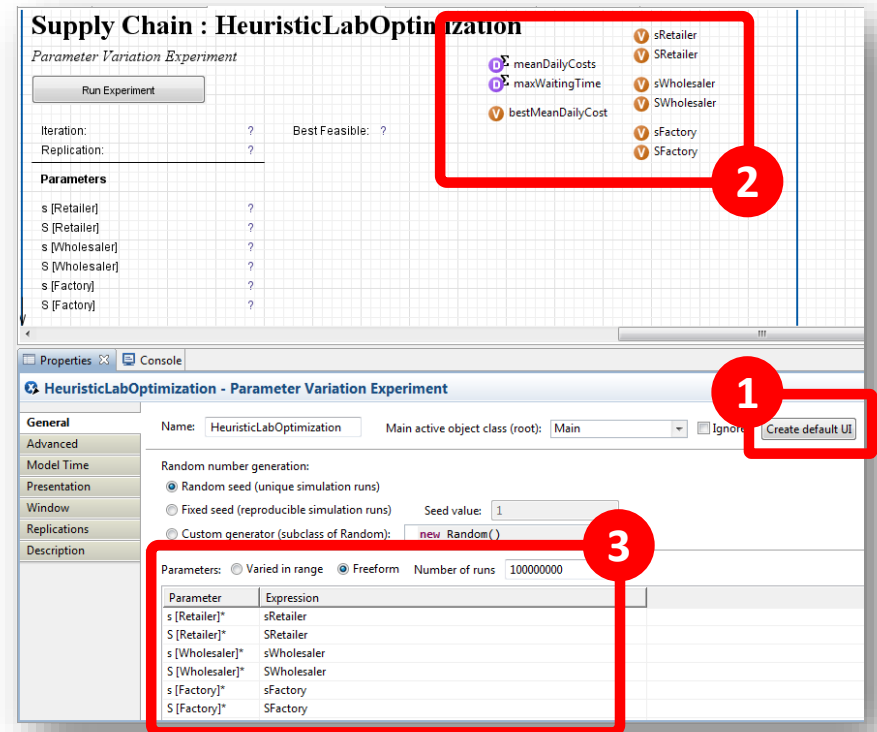 Supply Chain : HeuristicLabOptimization
Parameter Variation Experiment
Run Experiment
Iteration: ? Best Feasible: ?
Replication: ?
Parameters
s [Retailer] ?
S [Retailer] ?
s [Wholesaler] ?
S [Wholesaler] ?
s [Factory] ?
S [Factory] ?
D Σ meanDailyCosts
D Σ maxWaitingTime
V bestMeanDailyCost
V sRetailer
V SRetailer
V sWholesaler
V SWholesaler
V sFactory
V SFactory
2
Properties Console
HeuristicLabOptimization - Parameter Variation Experiment
1
General
Advanced
Model Time
Presentation
Window
Replications
Description
Name: HeuristicLabOptimization Main active object class (root): Main Ignore Create default UI
Random number generation:
Random seed (unique simulation runs)
Fixed seed (reproducible simulation runs) Seed value: 1
Custom generator (subclass of Random): new Random()
3
Parameters: Varied in range Freeform Number of runs 100000000
Parameter Expression
s [Retailer]* sRetailer
S [Retailer]* SRetailer
s [Wholesaler]* sWholesaler
S [Wholesaler]* SWholesaler
s [Factory]* sFactory
S [Factory]* SFactory